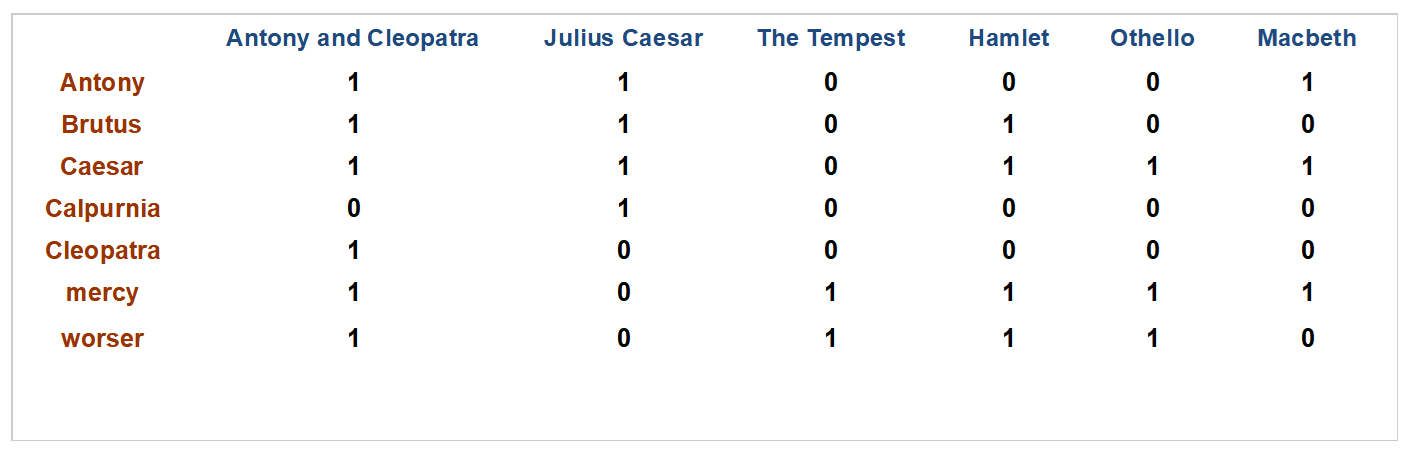 Antony and Cleopatra Julius Caesar The Tempest Hamlet Othello Macbeth
Antony 1 1 0 0 0 1
Brutus 1 1 0 1 0 0
Caesar 1 1 0 1 1 1
Calpurnia 0 1 0 0 0 0
Cleopatra 1 0 0 0 0 0
mercy 1 0 1 1 1 1
worser 1 0 1 1 1 0